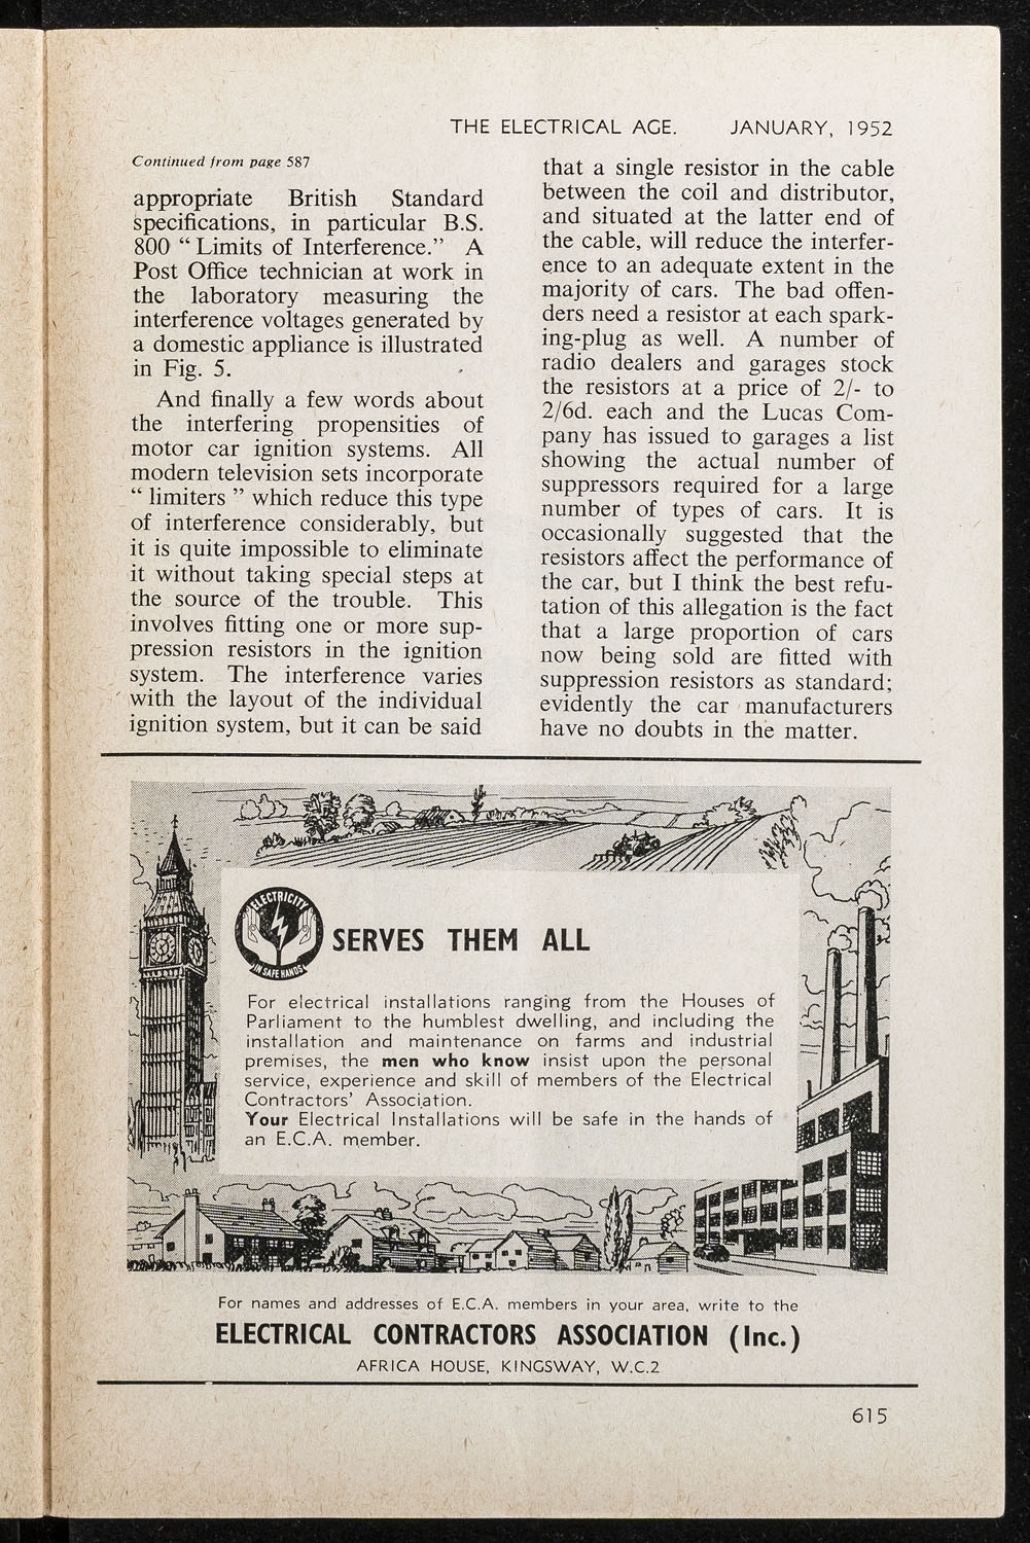 THE ELECTRICAL AGE. JANUARY, 1952
Continued from page 587
appropriate British Standard
specifications, in particular B.S.
800 “ Limits of Interference.” A
Post Office technician at work in
the laboratory measuring the
interference voltages generated by
a domestic appliance is illustrated
in Fig. 5.
And finally a few words about
the interfering propensities of
motor car ignition systems. All
modern television sets incorporate
“ limiters ” which reduce this type
of interference considerably, but
it is quite impossible to eliminate
it without taking special steps at
the source of the trouble. This
involves fitting one or more sup-
pression resistors in the ignition
system. The interference varies
with the layout of the individual
ignition system, but it can be said
that a single resistor in the cable
between the coil and distributor,
and situated at the latter end of
the cable, will reduce the interfer-
ence to an adequate extent in the
majority of cars. The bad offen-
ders need a resistor at each spark-
ing-plug as well. A number of
radio dealers and garages stock
the resistors at a price of 2/- to
2/6d. each and the Lucas Com-
pany has issued to garages a list
showing the actual number of
suppressors required for a large
number of types of cars. It is
occasionally suggested that the
resistors affect the performance of
the car, but I think the best refu-
tation of this allegation is the fact
that a large proportion of cars
now being sold are fitted with
suppression resistors as standard;
evidently the car manufacturers
have no doubts in the matter.
ELECTRICITY
IN SAFE HANDS
SERVES THEM ALL
For electrical installations ranging from the Houses of
Parliament to the humblest dwelling, and including the
installation and maintenance on farms and industrial
premises, the men who know insist upon the personal
service, experience and skill of members of the Electrical
Contractors’ Association.
Your Electrical Installations will be safe in the hands of
an E.C.A. member.
For names and addresses of E.C.A. members in your area, write to the
ELECTRICAL CONTRACTORS ASSOCIATION (Inc.)
AFRICA HOUSE, KINGSWAY, W.C.2
615